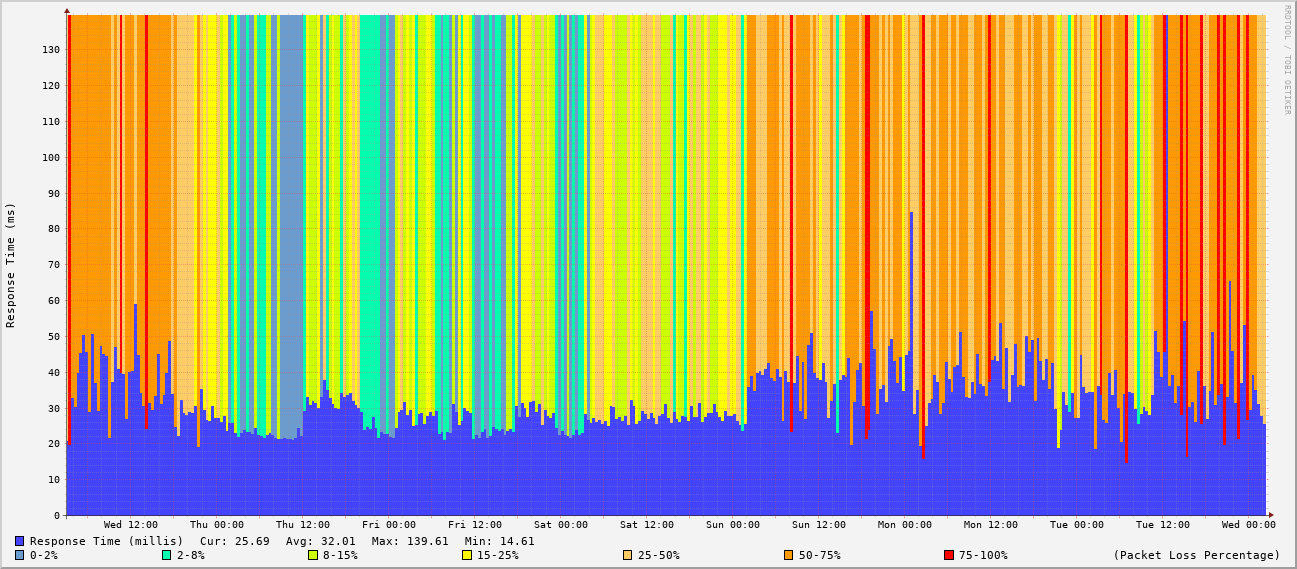 RRDTOOL / TOBI OETIKER
Response Time (ms)
130
120
110
100
90
80
70
60
50
40
30
20
10
0
Wed 12:00 Thu 00:00 Thu 12:00 Fri 00:00 Fri 12:00 Sat 00:00 Sat 12:00 Sun 00:00 Sun 12:00 Mon 00:00 Mon 12:00 Tue 00:00 Tue 12:00 Wed 00:00
Response Time (millis) Cur: 25.69 Avg: 32.01 Max: 139.61 Min: 14.61
0-2% 2-8% 8-15% 15-25% 25-50% 50-75% 75-100% (Packet Loss Percentage)